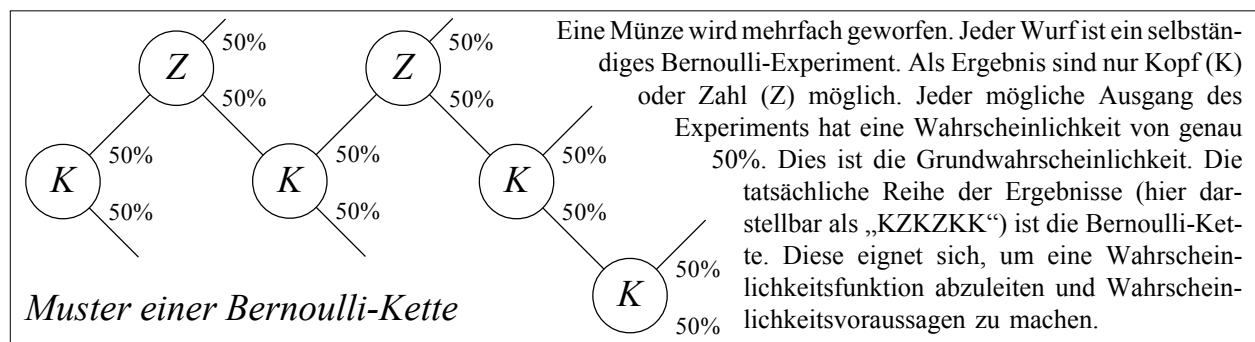 Eine Münze wird mehrfach geworfen. Jeder Wurf ist ein selbstän-
diges Bernoulli-Experiment. Als Ergebnis sind nur Kopf (K)
oder Zahl (Z) möglich. Jeder mögliche Ausgang des
Experiments hat eine Wahrscheinlichkeit von genau
50%. Dies ist die Grundwahrscheinlichkeit. Die
tatsächliche Reihe der Ergebnisse (hier dar-
stellbar als „KZKZKK“) ist die Bernoulli-Ket-
te. Diese eignet sich, um eine Wahrschein-
lichkeitsfunktion abzuleiten und Wahrschein-
lichkeitsvoraussagen zu machen.
50%
50%
Z
Z
50%
50%
50%
50%
50%
K
K
K
50%
50%
50%
50%
K
50%
Muster einer Bernoulli-Kette